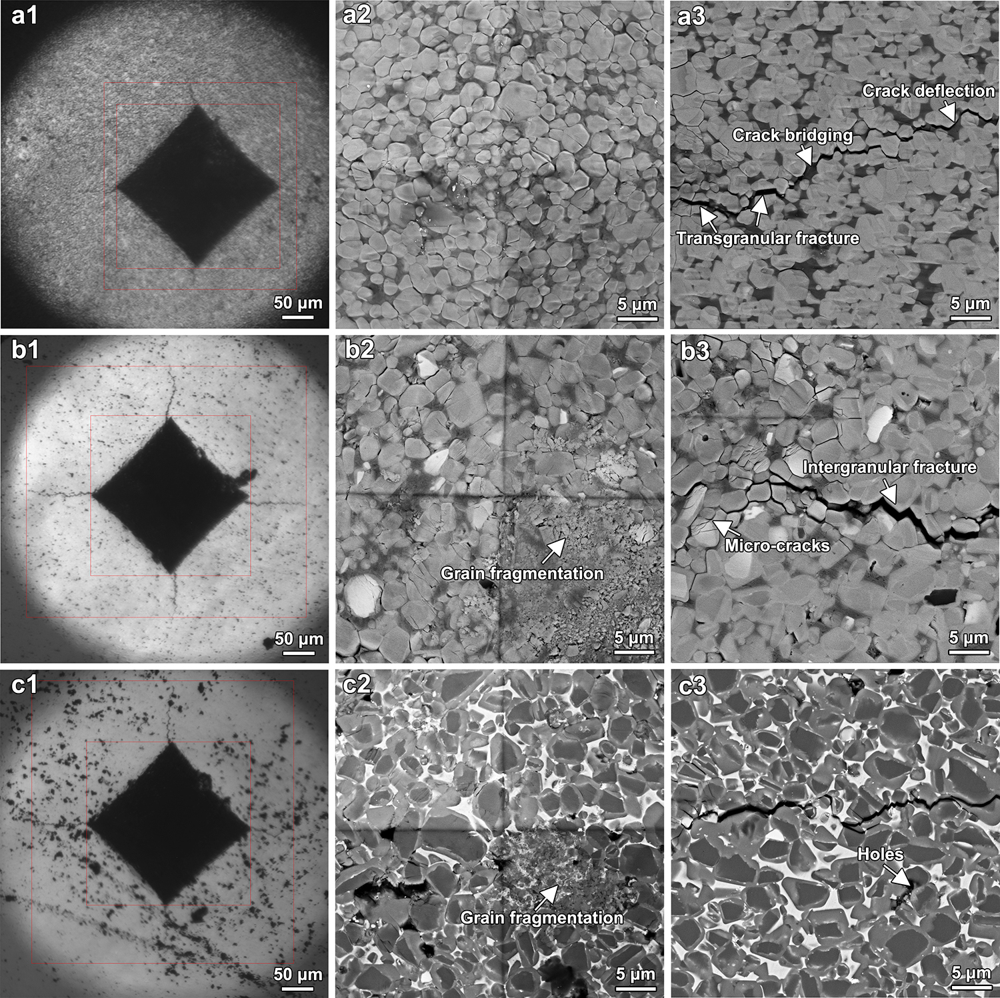 a1
50 µm
a2
5 µm
a3
Crack deflection
Crack bridging
Transgranular fracture
5 µm
b1
50 µm
b2
Grain fragmentation
5 µm
b3
Intergranular fracture
Micro-cracks
5 µm
c1
50 µm
c2
Grain fragmentation
5 µm
c3
Holes
5 µm